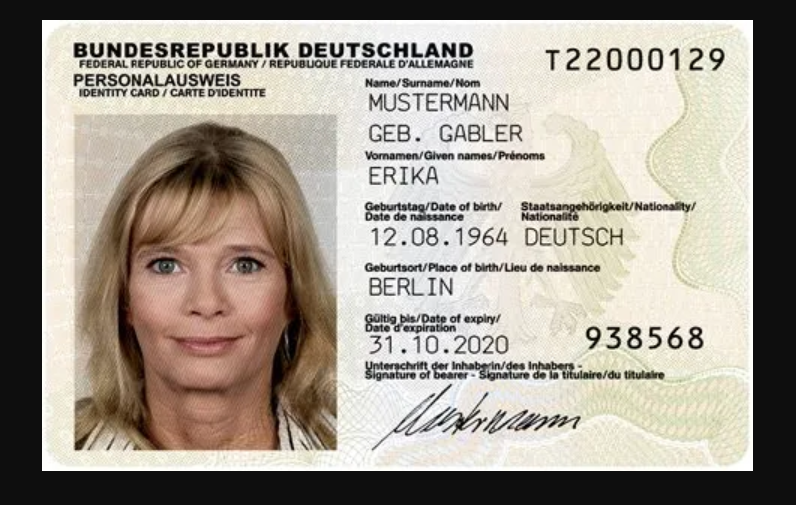 BUNDESREPUBLIK DEUTSCHLAND
FEDERAL REPUBLIC OF GERMANY / REPUBLIQUE FEDERALE D'ALLEMAGNE
PERSONALAUSWEIS
IDENTITY CARD / CARTE D'IDENTITE
T22000129
Name/Surname/Nom
MUSTERMANN
GEB. GABLER
Vornamen/Given names/Prénoms
ERIKA
Geburtstag/Date of birth/
Date de naissance
12.08.1964
Staatsangehörigkeit/Nationality/
Nationalité
DEUTSCH
Geburtsort/Place of birth/Lieu de naissance
BERLIN
Gültig bis/Date of expiry/
Date d'expiration
31.10.2020
938568
Unterschrift der Inhaberin/des Inhabers -
Signature of bearer - Signature de la titulaire/du titulaire
Mustermann